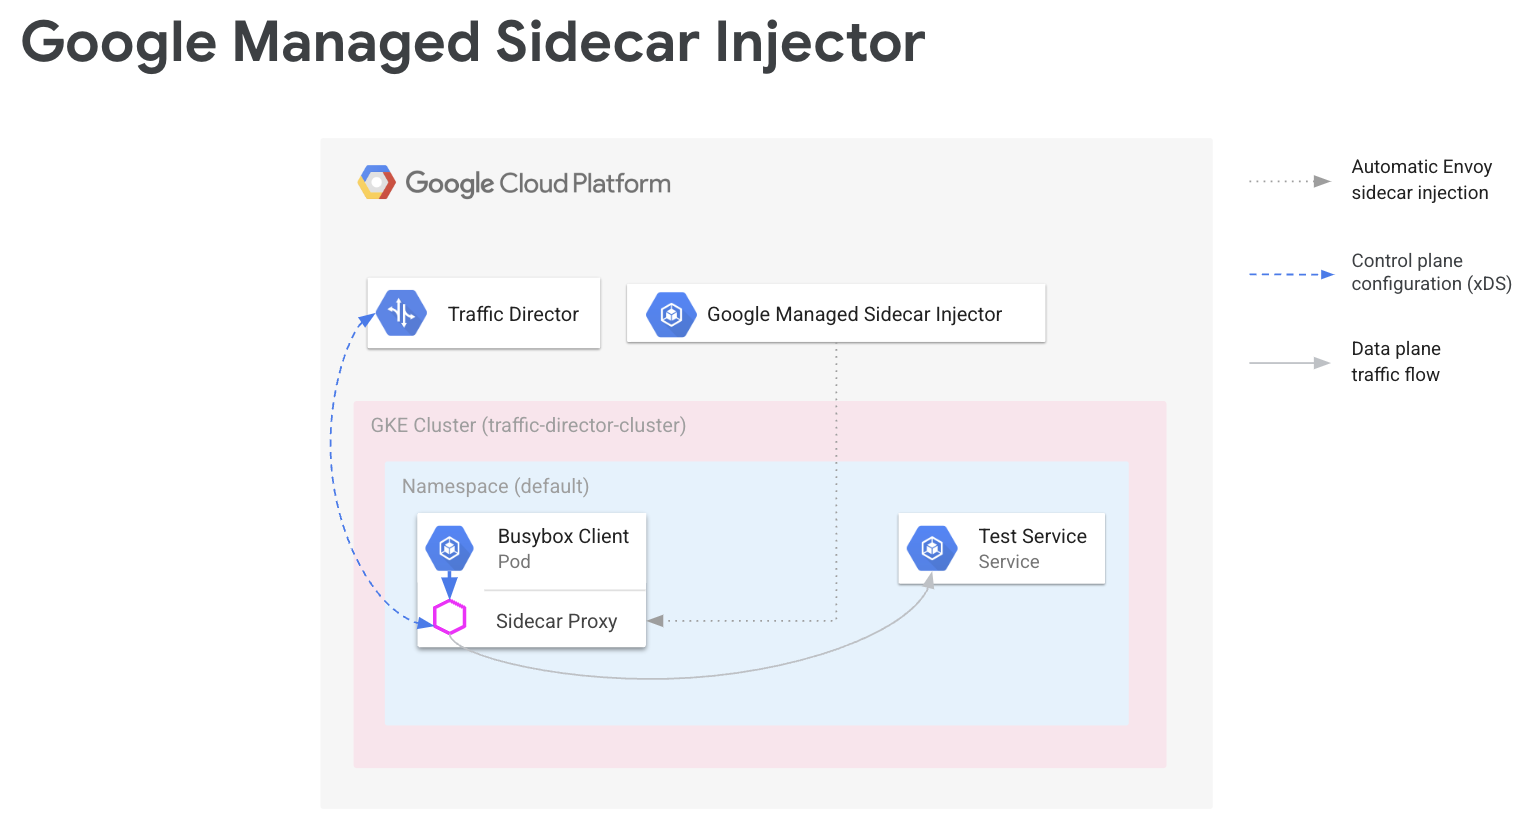 Google Managed Sidecar Injector
Google Cloud Platform
Automatic Envoy
sidecar injection
Control plane
configuration (xDS)
Data plane
traffic flow
Traffic Director
Google Managed Sidecar Injector
GKE Cluster (traffic-director-cluster)
Namespace (default)
Busybox Client
Pod
Sidecar Proxy
Test Service
Service